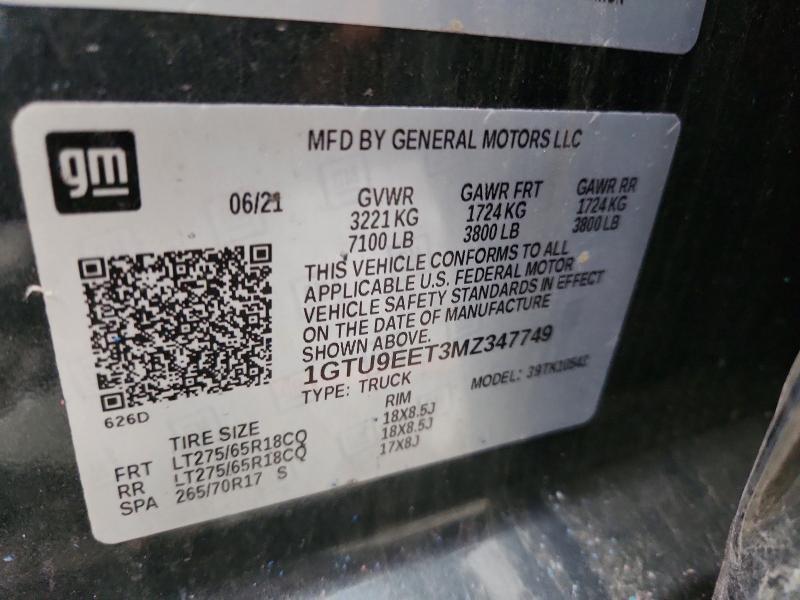 gm
MFD BY GENERAL MOTORS LLC
06/21 GVWR GAWR FRT GAWR RR
3221 KG 1724 KG 1724 KG
7100 LB 3800 LB 3800 LB
THIS VEHICLE CONFORMS TO ALL
APPLICABLE U.S. FEDERAL MOTOR
VEHICLE SAFETY STANDARDS IN EFFECT
ON THE DATE OF MANUFACTURE
SHOWN ABOVE.
1GTU9EET3MZ347749
TYPE: TRUCK MODEL:
626D
TIRE SIZE RIM
FRT LT275/65R18CQ 18X8.5J
RR LT275/65R18CQ 18X8.5J
SPA 265/70R17 S 17X8J